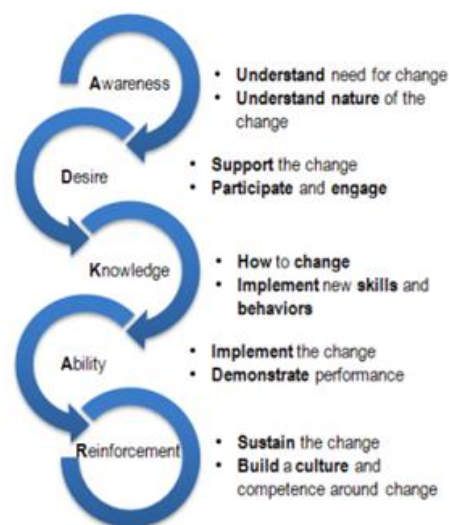 Awareness
• Understand need for change
• Understand nature of the
change
Desire
• Support the change
• Participate and engage
Knowledge
• How to change
• Implement new skills and
behaviors
Ability
• Implement the change
• Demonstrate performance
Reinforcement
• Sustain the change
• Build a culture and
competence around change